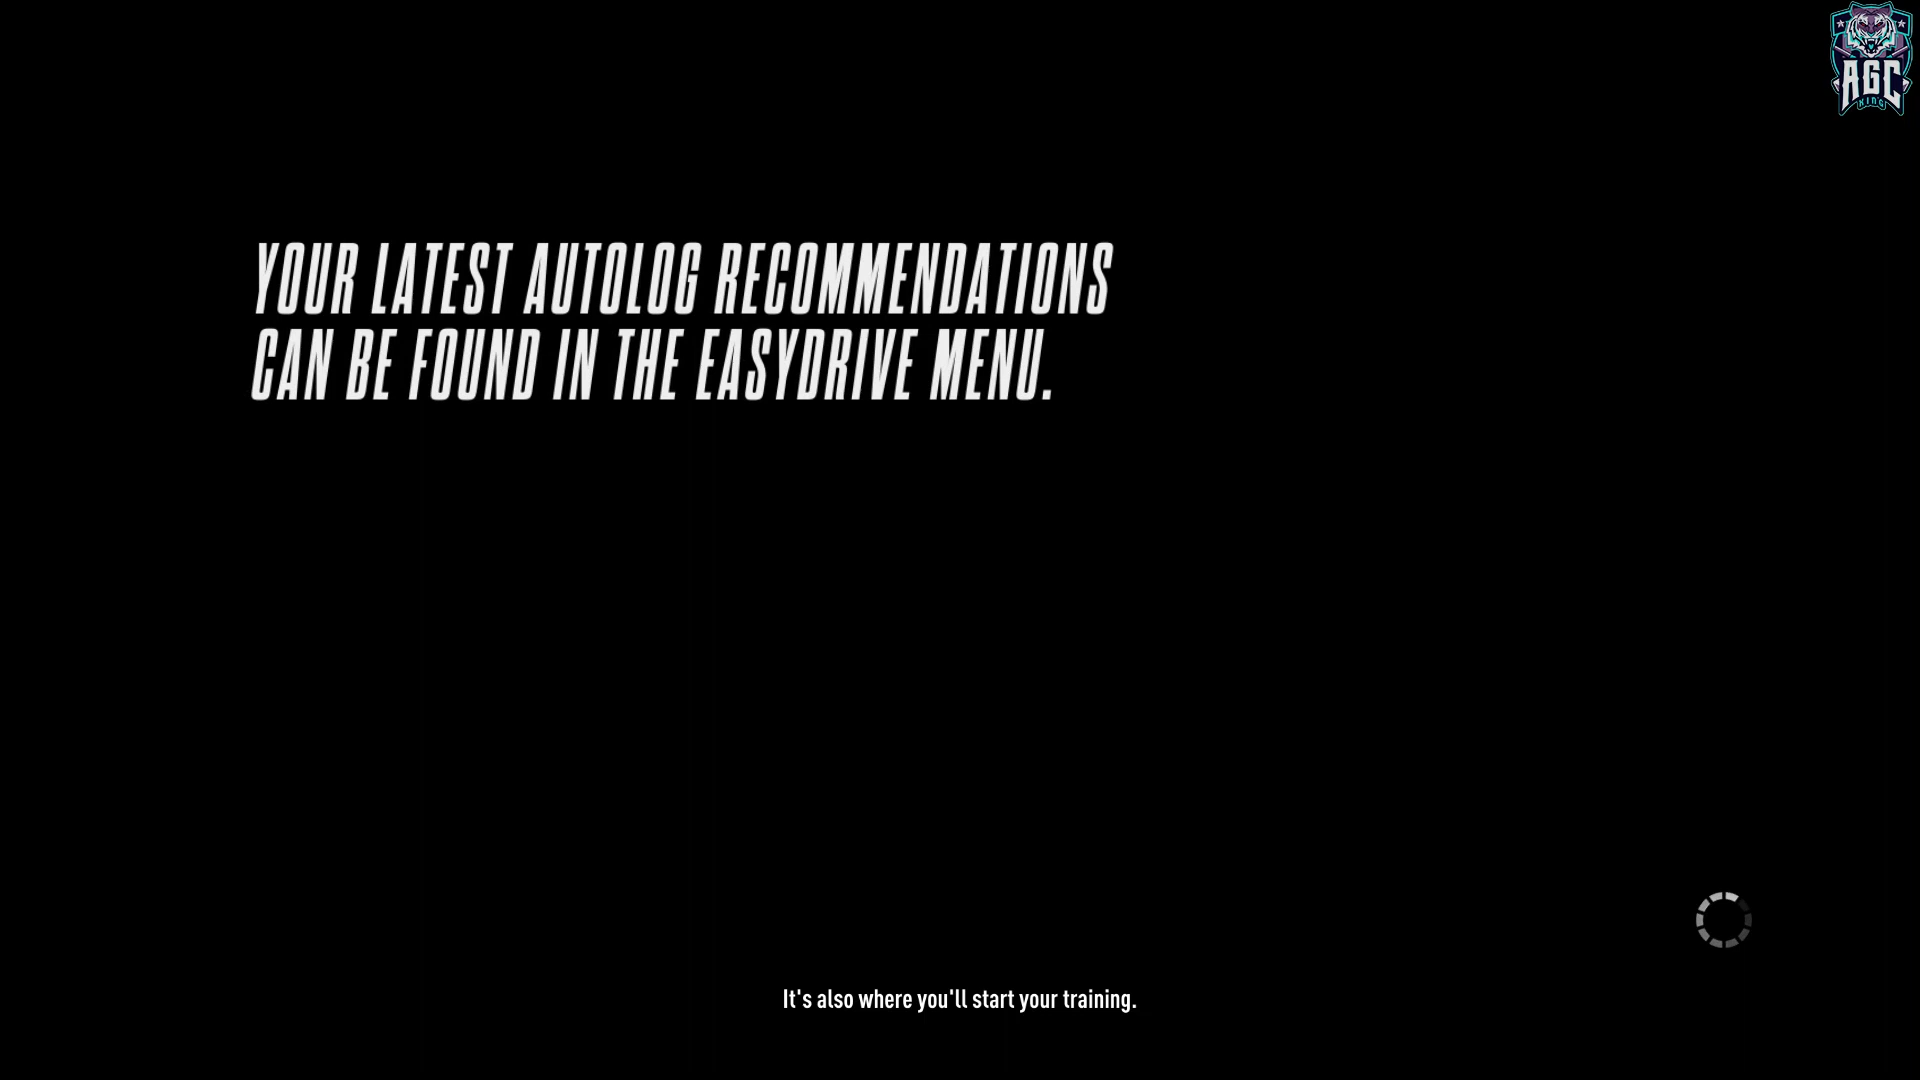 AGC
KING
YOUR LATEST AUTOLOG RECOMMENDATIONS
CAN BE FOUND IN THE EASYDRIVE MENU.
It's also where you'll start your training.